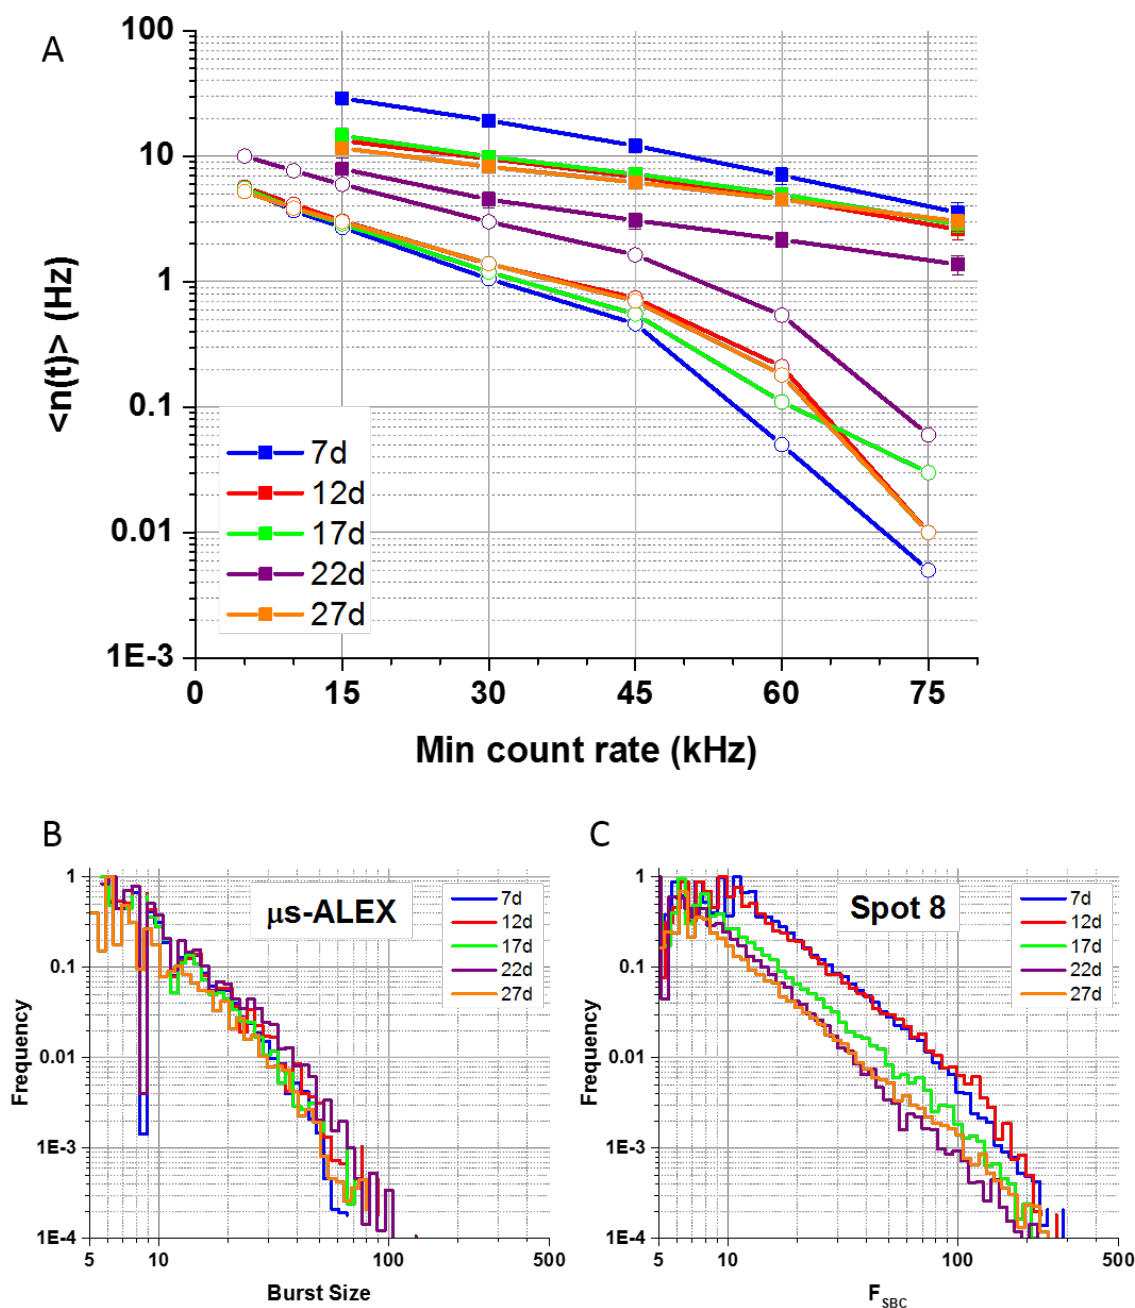 A
100
10
1
0.1
0.01
1E-3
<n(t)> (Hz)
7d
12d
17d
22d
27d
0 15 30 45 60 75
Min count rate (kHz)
B
1
0.1
0.01
1E-3
1E-4
Frequency
μs-ALEX
7d
12d
17d
22d
27d
5 10 100 500
Burst Size
C
1
0.1
0.01
1E-3
1E-4
Frequency
Spot 8
7d
12d
17d
22d
27d
5 10 100 500
F_SBC